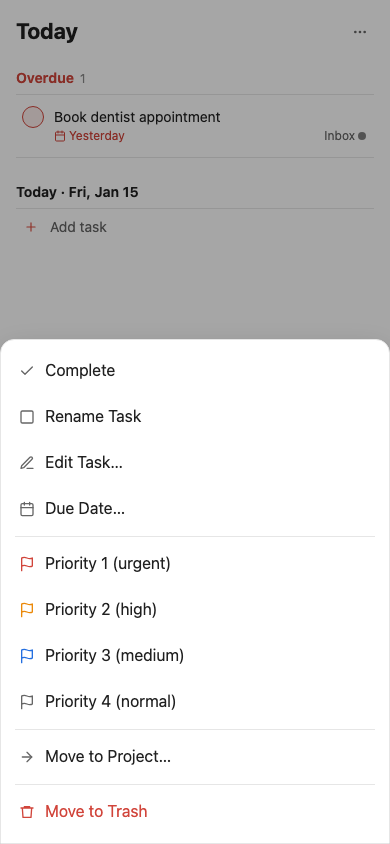 Today
Overdue 1
Book dentist appointment
Yesterday
Inbox
Today · Fri, Jan 15
Add task
Complete
Rename Task
Edit Task...
Due Date...
Priority 1 (urgent)
Priority 2 (high)
Priority 3 (medium)
Priority 4 (normal)
Move to Project...
Move to Trash